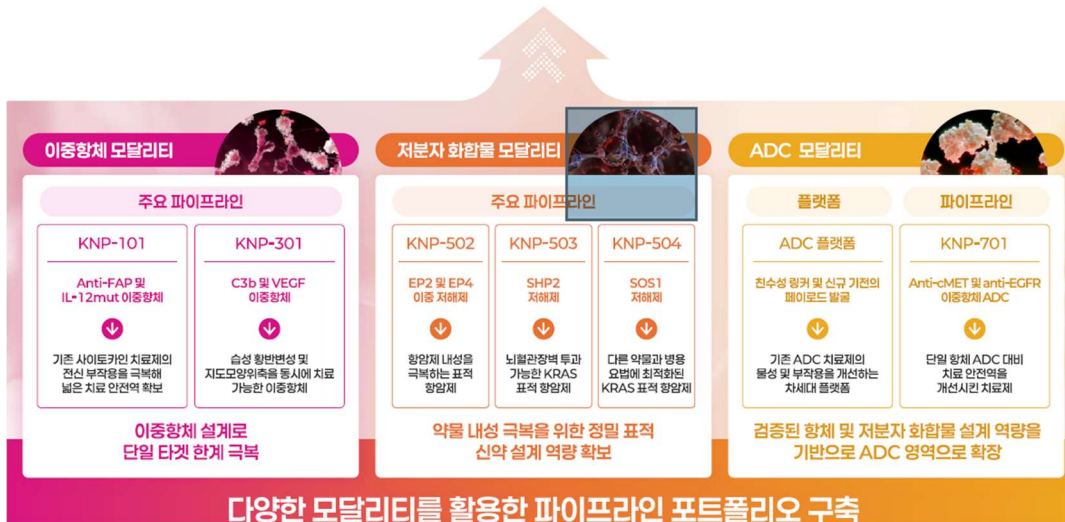 이중항체 모달리티
주요 파이프라인
KNP-101
Anti-FAP 및
IL-12mut 이중항체
기존 사이토카인 치료제의
전신 부작용을 극복해
넓은 치료 안전역 확보
KNP-301
C3b 및 VEGF
이중항체
습성 황반변성 및
지도모양위축을 동시에 치료
가능한 이중항체
이중항체 설계로
단일 타겟 한계 극복
저분자 화합물 모달리티
주요 파이프라인
KNP-502
EP2 및 EP4
이중 저해제
항암제 내성을
극복하는 표적
항암제
KNP-503
SHP2
저해제
뇌혈관장벽 투과
가능한 KRAS
표적 항암제
KNP-504
SOS1
저해제
다른 약물과 병용
요법에 최적화된
KRAS 표적 항암제
약물 내성 극복을 위한 정밀 표적
신약 설계 역량 확보
ADC 모달리티
플랫폼
ADC 플랫폼
친수성 링커 및 신규 기전의
페이로드 발굴
기존 ADC 치료제의
물성 및 부작용을 개선하는
차세대 플랫폼
파이프라인
KNP-701
Anti-cMET 및 anti-EGFR
이중항체 ADC
단일 항체 ADC 대비
치료 안전역을
개선시킨 치료제
검증된 항체 및 저분자 화합물 설계 역량을
기반으로 ADC 영역으로 확장
다양한 모달리티를 활용한 파이프라인 포트폴리오 구축